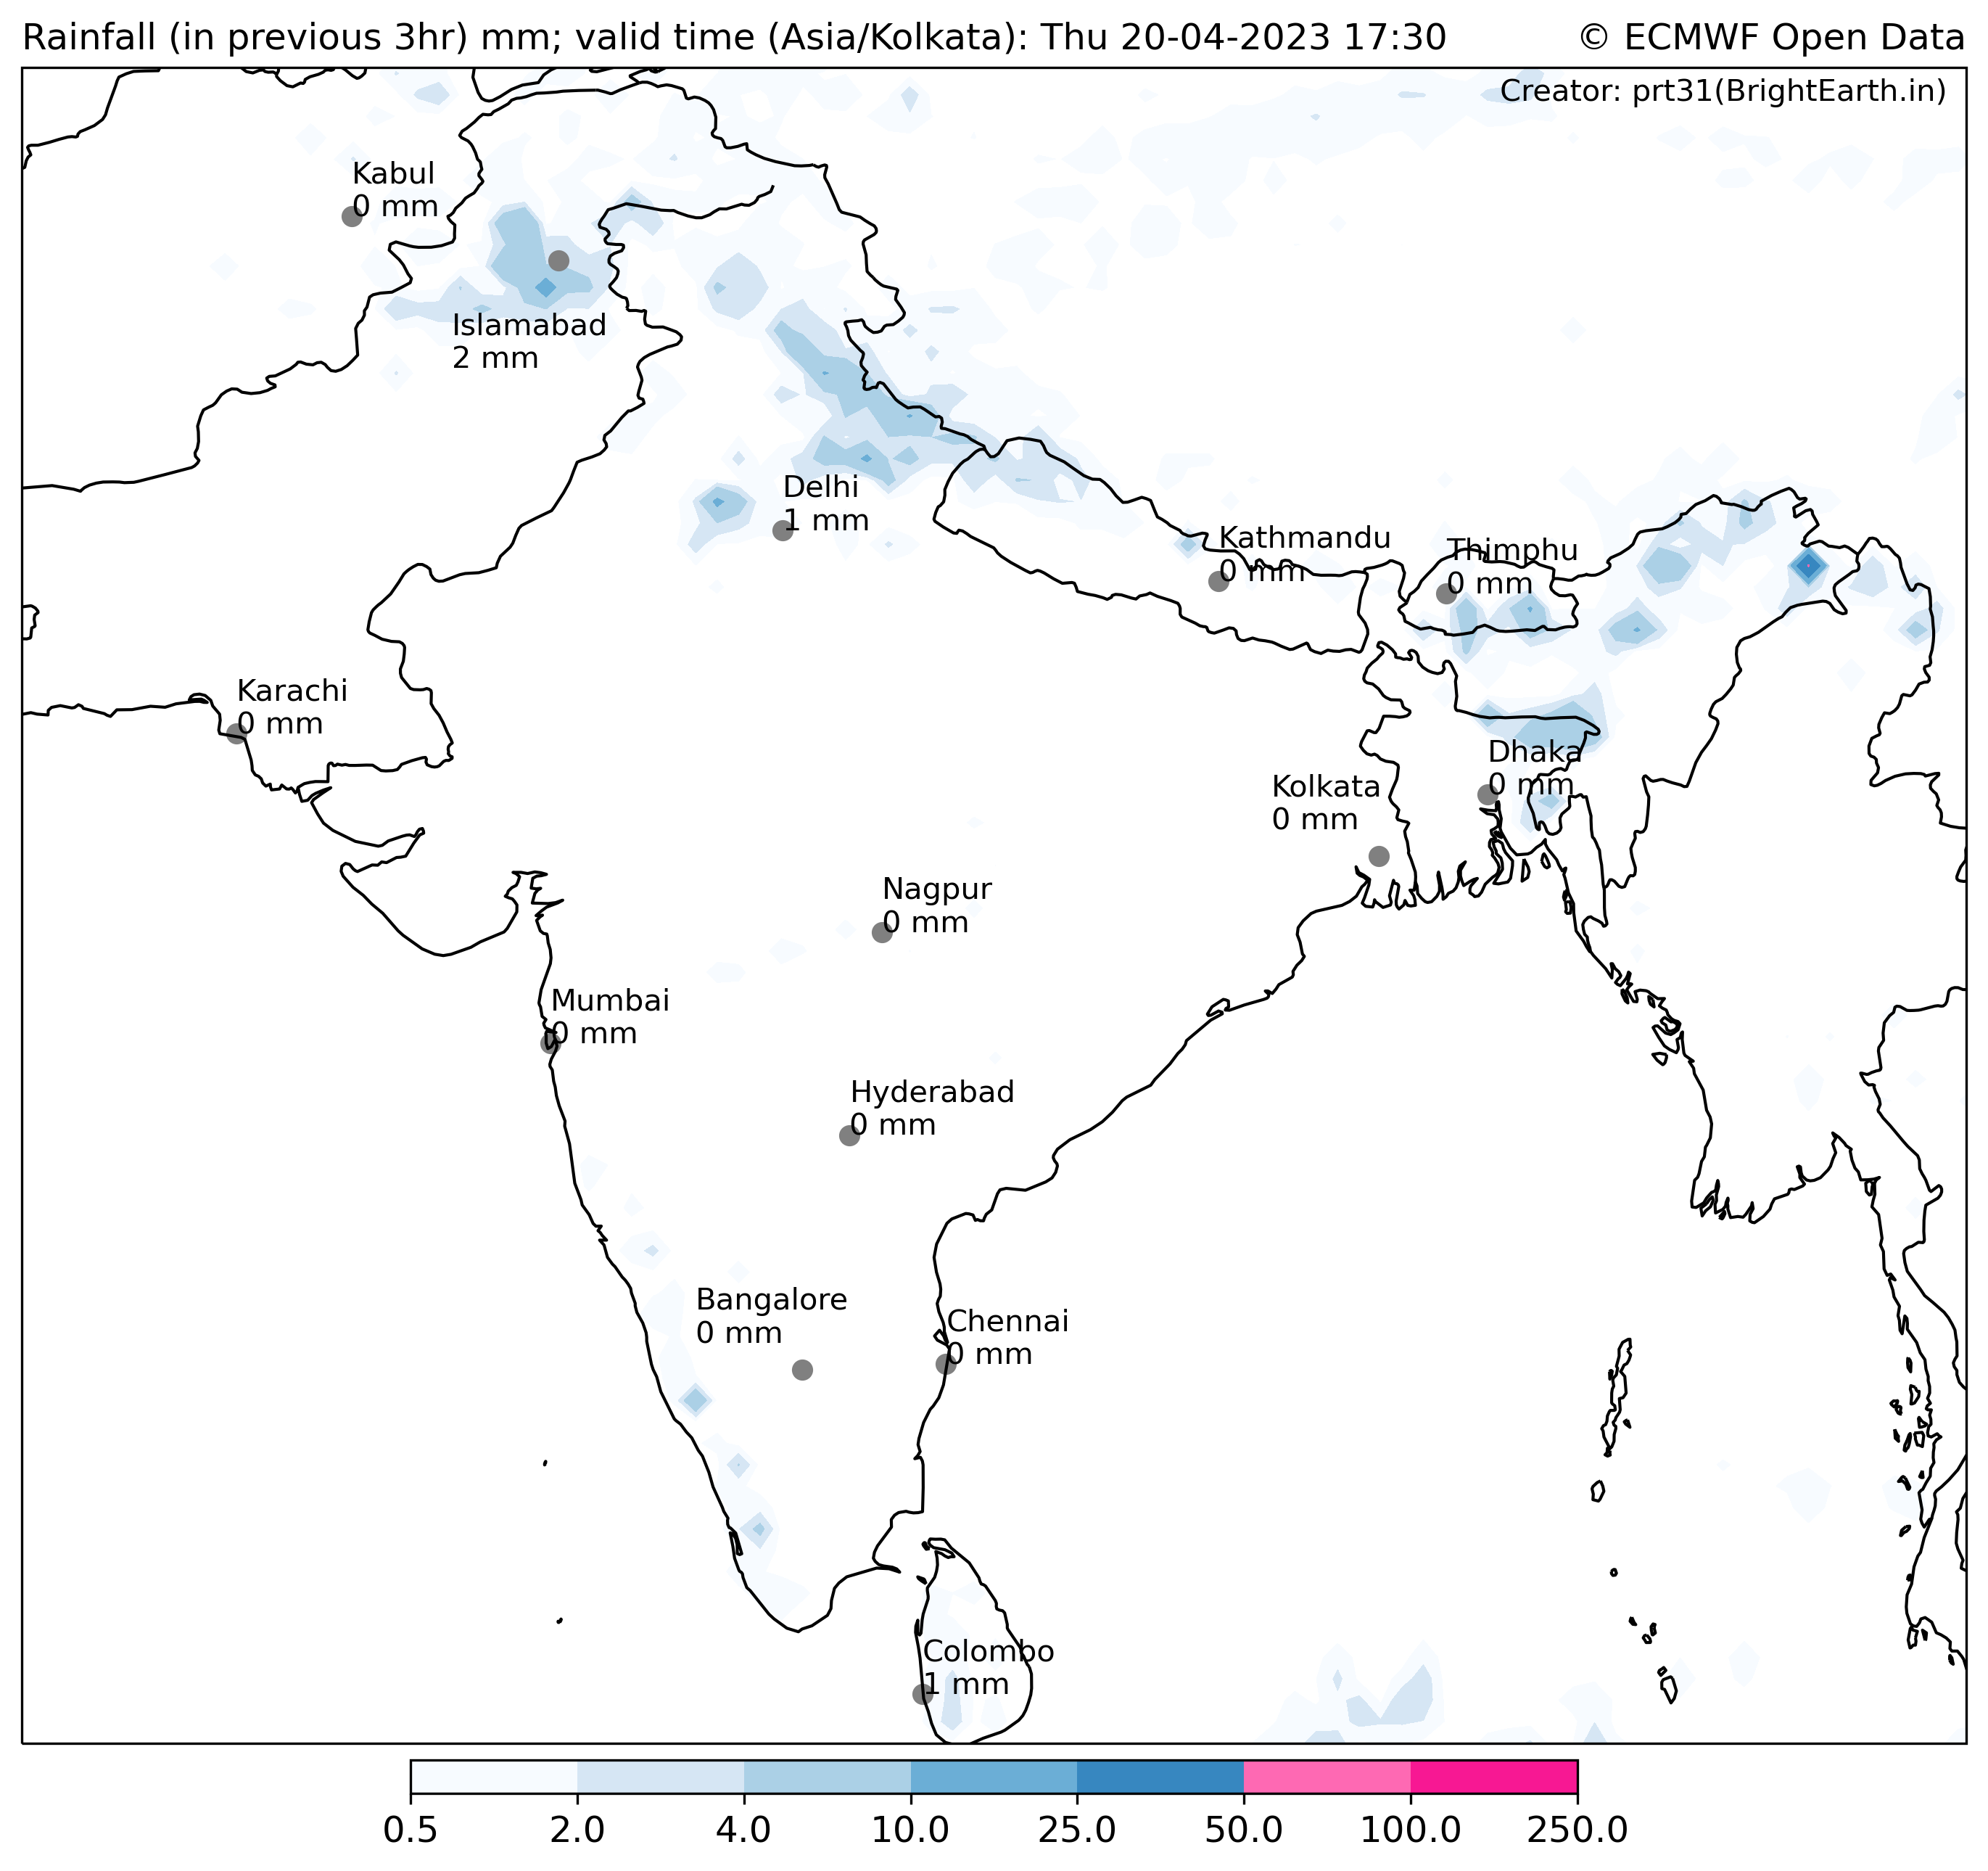 Rainfall (in previous 3hr) mm; valid time (Asia/Kolkata): Thu 20-04-2023 17:30
© ECMWF Open Data
Creator: prt31(BrightEarth.in)
Kabul
0 mm
Islamabad
2 mm
Delhi
1 mm
Kathmandu
0 mm
Thimphu
0 mm
Karachi
0 mm
Dhaka
0 mm
Kolkata
0 mm
Nagpur
0 mm
Mumbai
0 mm
Hyderabad
0 mm
Bangalore
0 mm
Chennai
0 mm
Colombo
1 mm
0.5 2.0 4.0 10.0 25.0 50.0 100.0 250.0